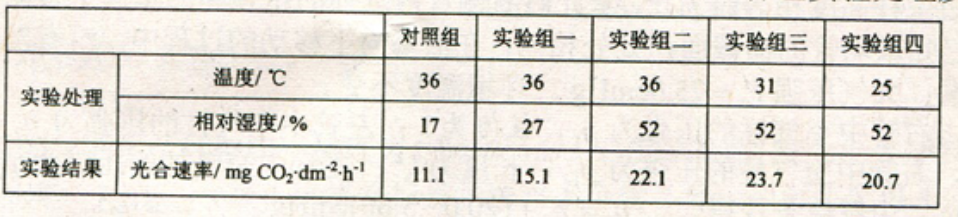 对照组 实验组一 实验组二 实验组三 实验组四
实验处理 温度/ ℃ 36 36 36 31 25
相对湿度/ % 17 27 52 52 52
实验结果 光合速率/ mg CO₂·dm⁻²·h⁻¹ 11.1 15.1 22.1 23.7 20.7